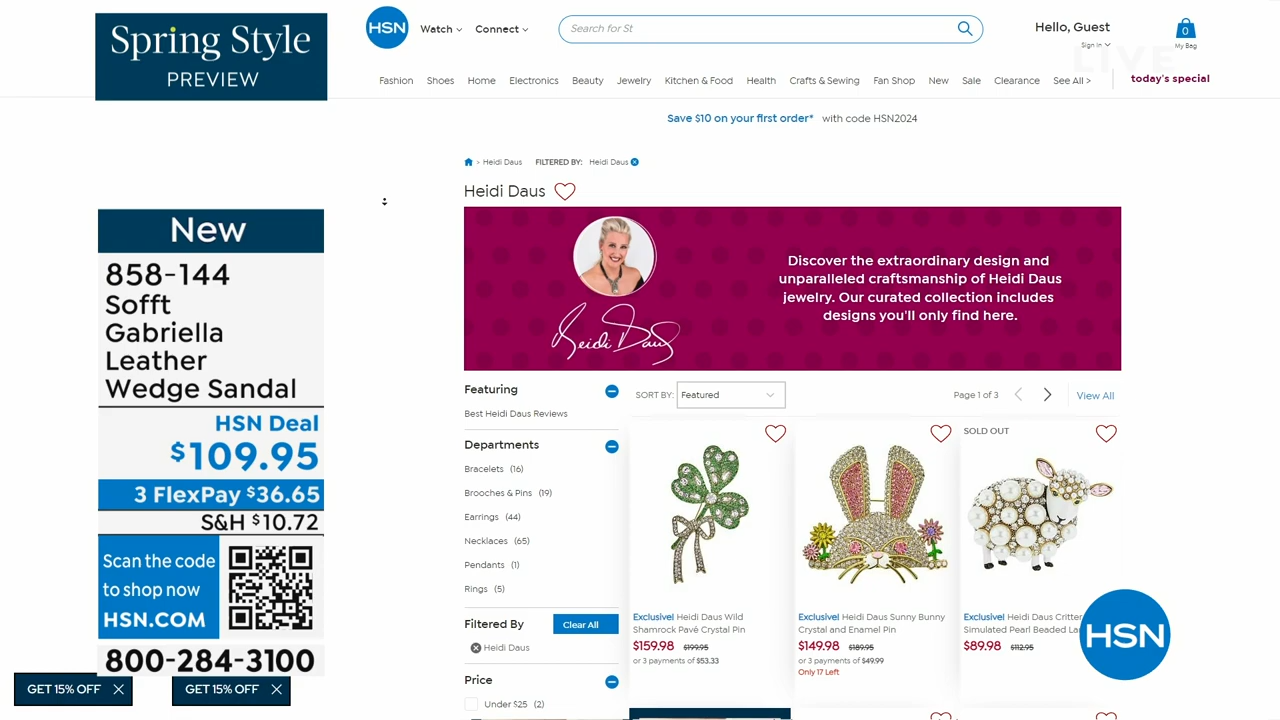 Spring Style
PREVIEW
HSN
Watch
Connect
Search for St
Hello, Guest
Sign In
0
My Bag
LIVE
Fashion Shoes Home Electronics Beauty Jewelry Kitchen & Food Health Crafts & Sewing Fan Shop New Sale Clearance See All >
today's special
Save $10 on your first order* with code HSN2024
> Heidi Daus FILTERED BY: Heidi Daus
Heidi Daus
Discover the extraordinary design and
unparalleled craftsmanship of Heidi Daus
jewelry. Our curated collection includes
designs you'll only find here.
Heidi Daus
New
858-144
Sofft
Gabriella
Leather
Wedge Sandal
HSN Deal
$109.95
3 FlexPay $36.65
S&H $10.72
Scan the code
to shop now
HSN.COM
800-284-3100
GET 15% OFF
GET 15% OFF
Featuring
Best Heidi Daus Reviews
Departments
Bracelets (16)
Brooches & Pins (19)
Earrings (44)
Necklaces (65)
Pendants (1)
Rings (5)
Filtered By
Clear All
Heidi Daus
Price
Under $25 (2)
SORT BY: Featured
Page 1 of 3
View All
Exclusive! Heidi Daus Wild
Shamrock Pavé Crystal Pin
$159.98 $199.95
or 3 payments of $53.33
Exclusive! Heidi Daus Sunny Bunny
Crystal and Enamel Pin
$149.98 $189.95
or 3 payments of $49.99
Only 17 Left
SOLD OUT
Exclusive! Heidi Daus Critter
Simulated Pearl Beaded La
$89.98 $112.95
HSN